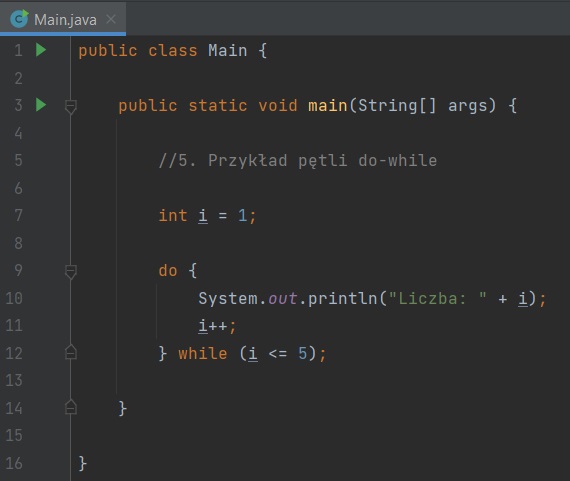 Main.java
1 public class Main {
2
3 public static void main(String[] args) {
4
5 //5. Przykład pętli do-while
6
7 int i = 1;
8
9 do {
10 System.out.println("Liczba: " + i);
11 i++;
12 } while (i <= 5);
13
14 }
15
16 }